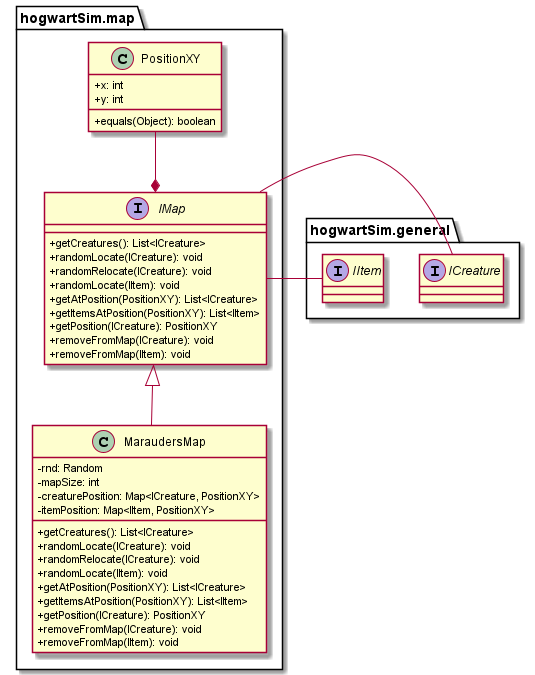 hogwartSim.map
C PositionXY
+x: int
+y: int
+equals(Object): boolean
I IMap
+getCreatures(): List<ICreature>
+randomLocate(ICreature): void
+randomRelocate(ICreature): void
+randomLocate(IItem): void
+getAtPosition(PositionXY): List<ICreature>
+getItemsAtPosition(PositionXY): List<IItem>
+getPosition(ICreature): PositionXY
+removeFromMap(ICreature): void
+removeFromMap(IItem): void
hogwartSim.general
I IItem
I ICreature
C MaraudersMap
-rnd: Random
-mapSize: int
-creaturePosition: Map<ICreature, PositionXY>
-itemPosition: Map<IItem, PositionXY>
+getCreatures(): List<ICreature>
+randomLocate(ICreature): void
+randomRelocate(ICreature): void
+randomLocate(IItem): void
+getAtPosition(PositionXY): List<ICreature>
+getItemsAtPosition(PositionXY): List<IItem>
+getPosition(ICreature): PositionXY
+removeFromMap(ICreature): void
+removeFromMap(IItem): void